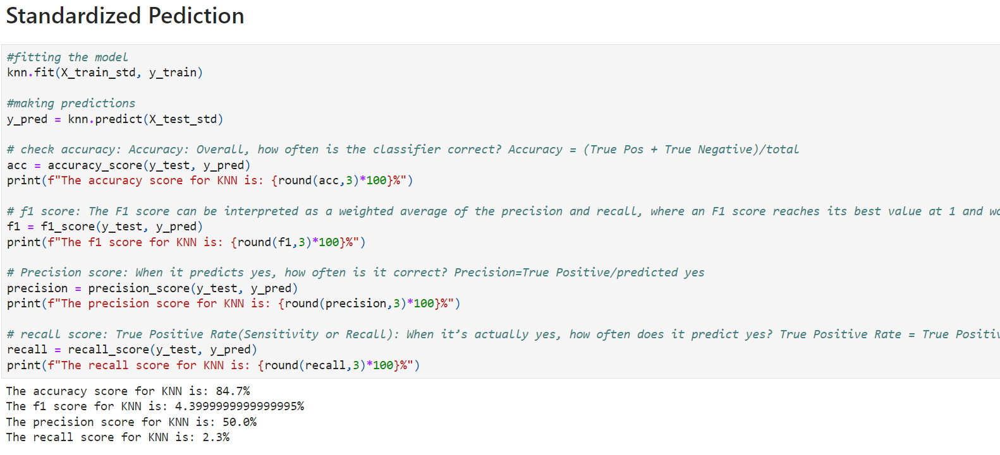 Standardized Pediction
#fitting the model
knn.fit(X_train_std, y_train)
#making predictions
y_pred = knn.predict(X_test_std)
# check accuracy: Accuracy: Overall, how often is the classifier correct? Accuracy = (True Pos + True Negative)/total
acc = accuracy_score(y_test, y_pred)
print(f"The accuracy score for KNN is: {round(acc,3)*100}%")
# f1 score: The F1 score can be interpreted as a weighted average of the precision and recall, where an F1 score reaches its best value at 1 and
f1 = f1_score(y_test, y_pred)
print(f"The f1 score for KNN is: {round(f1,3)*100}%")
# Precision score: When it predicts yes, how often is it correct? Precision=True Positive/predicted yes
precision = precision_score(y_test, y_pred)
print(f"The precision score for KNN is: {round(precision,3)*100}%")
# recall score: True Positive Rate(Sensitivity or Recall): When it’s actually yes, how often does it predict yes? True Positive Rate = True
recall = recall_score(y_test, y_pred)
print(f"The recall score for KNN is: {round(recall,3)*100}%")
The accuracy score for KNN is: 84.7%
The f1 score for KNN is: 4.3999999999999995%
The precision score for KNN is: 50.0%
The recall score for KNN is: 2.3%